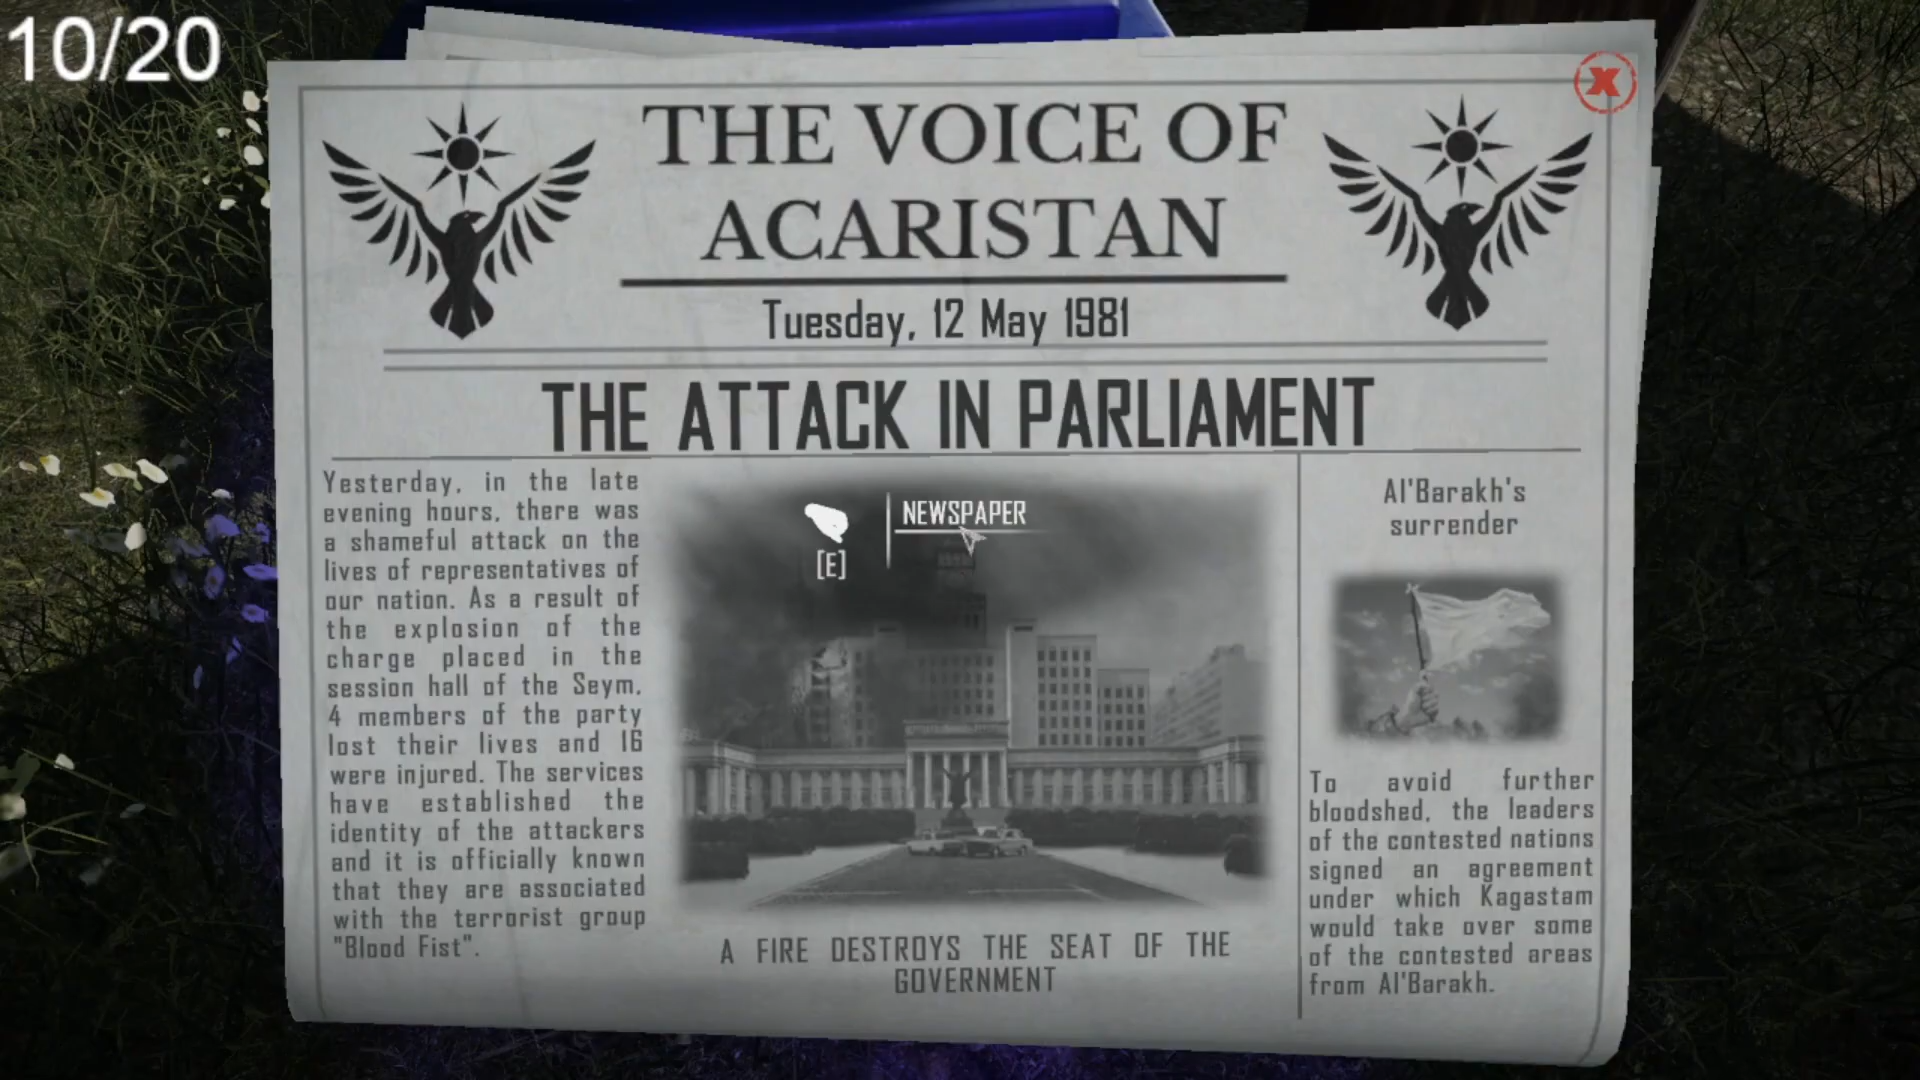 10/20
X
THE VOICE OF
ACARISTAN
Tuesday, 12 May 1981
THE ATTACK IN PARLIAMENT
Yesterday, in the late
evening hours, there was
a shameful attack on the
lives of representatives of
our nation. As a result of
the explosion of the
charge placed in the
session hall of the Seym,
4 members of the party
lost their lives and 16
were injured. The services
have established the
identity of the attackers
and it is officially known
that they are associated
with the terrorist group
"Blood Fist".
NEWSPAPER
[E]
A FIRE DESTROYS THE SEAT OF THE
GOVERNMENT
Al'Barakh's
surrender
To avoid further
bloodshed, the leaders
of the contested nations
signed an agreement
under which Kagastam
would take over some
of the contested areas
from Al'Barakh.